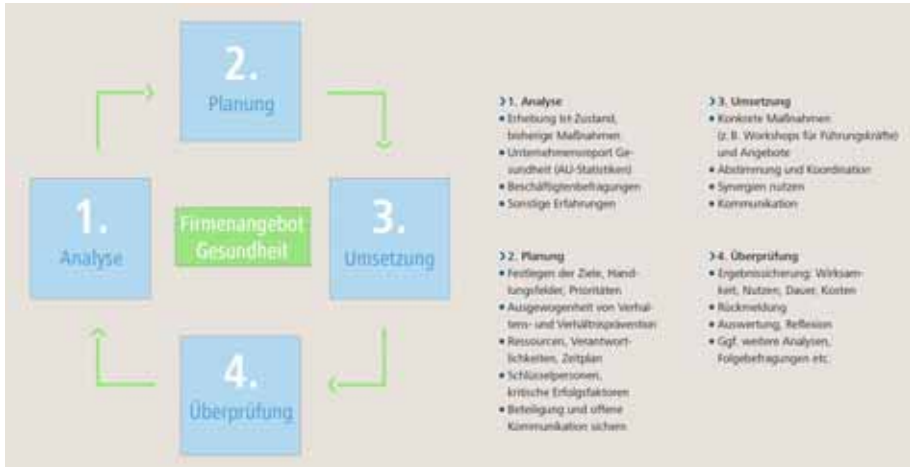 2.
Planung
1.
Analyse
Firmenangebot
Gesundheit
3.
Umsetzung
4.
Überprüfung
1. Analyse
• Erhebung Ist-Zustand,
bisherige Maßnahmen
• Unternehmensreport Ge-
sundheit (AU-Statistiken)
• Beschäftigtenbefragungen
• Sonstige Erfahrungen
2. Planung
• Festlegen der Ziele, Hand-
lungsfelder, Prioritäten
• Ausgewogenheit von Verhal-
tens- und Verhältnisprävention
• Ressourcen, Verantwort-
lichkeiten, Zeitplan
• Schlüsselpersonen,
kritische Erfolgsfaktoren
• Beteiligung und offene
Kommunikation sichern
3. Umsetzung
• Konkrete Maßnahmen
(z. B. Workshops für Führungskräfte)
und Angebote
• Abstimmung und Koordination
• Synergien nutzen
• Kommunikation
4. Überprüfung
• Ergebnissicherung: Wirksam-
keit, Nutzen, Dauer, Kosten
• Rückmeldung
• Auswertung, Reflexion
• Ggf. weitere Analysen,
Folgebefragungen etc.